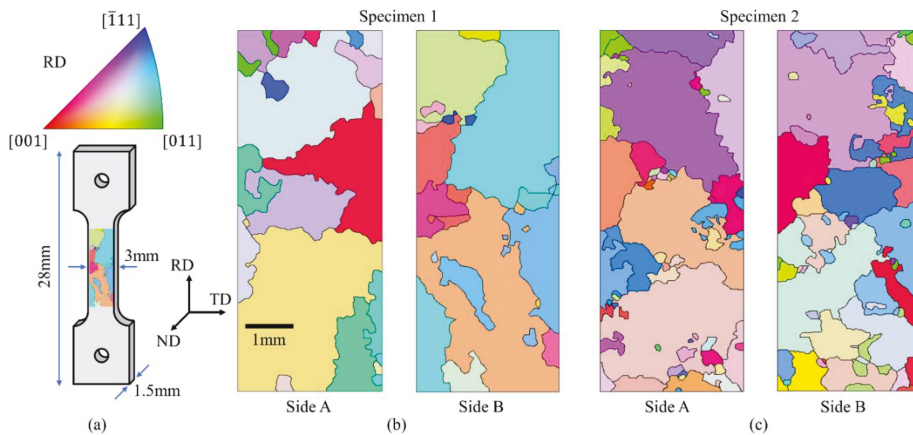 Specimen 1
Specimen 2
[1̅11]
RD
[001]
[011]
28mm
3mm
RD
TD
ND
1.5mm
1mm
Side A
Side B
Side A
Side B
(a)
(b)
(c)